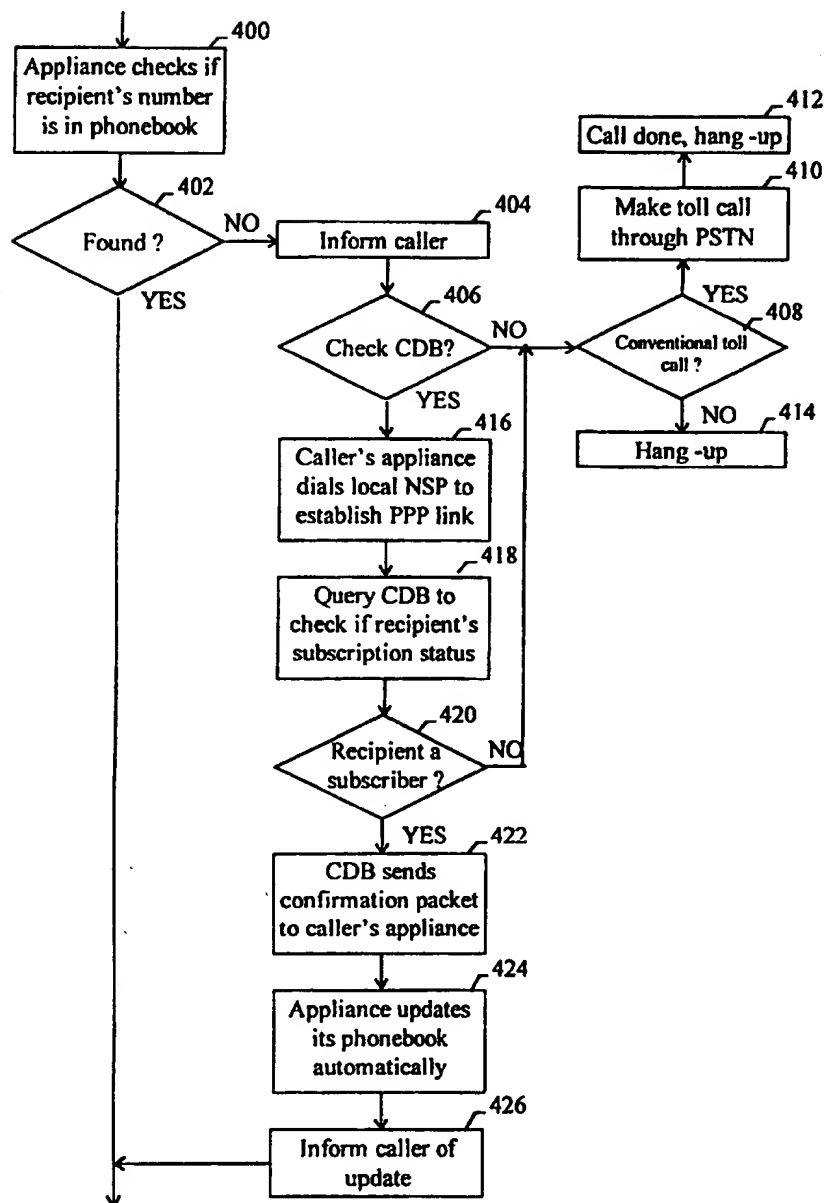 400
Appliance checks if
recipient's number
is in phonebook
402
Found ?
NO
YES
404
Inform caller
406
Check CDB?
NO
YES
412
Call done, hang -up
410
Make toll call
through PSTN
YES
408
Conventional toll
call ?
NO
414
Hang -up
416
Caller's appliance
dials local NSP to
establish PPP link
418
Query CDB to
check if recipient's
subscription status
420
Recipient a
subscriber ?
NO
YES
422
CDB sends
confirmation packet
to caller's appliance
424
Appliance updates
its phonebook
automatically
426
Inform caller of
update